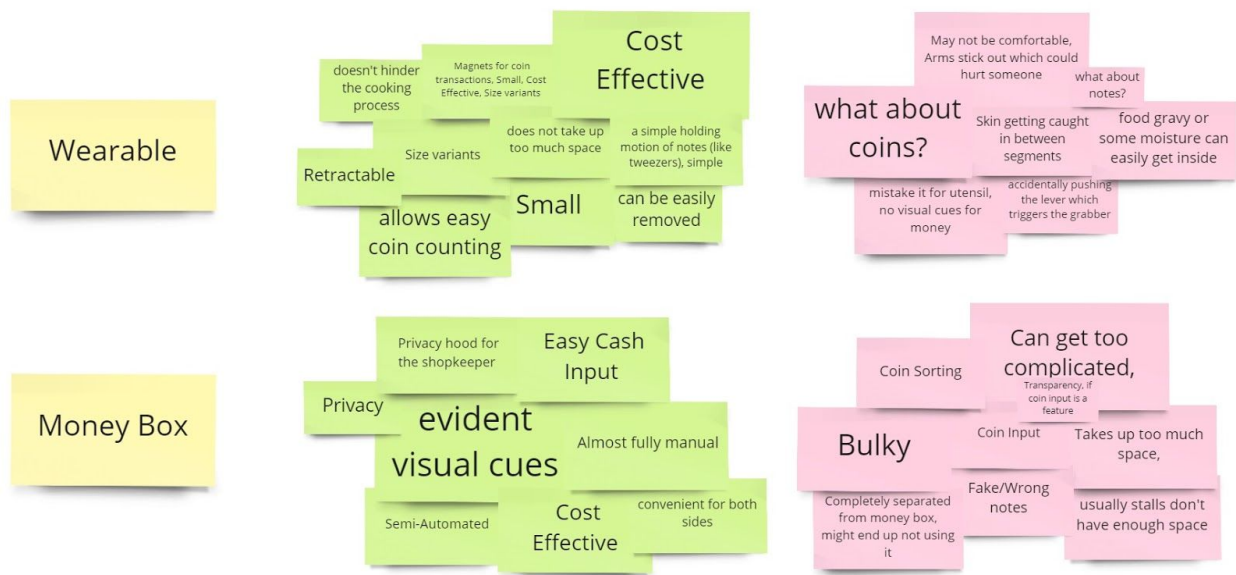 Wearable
doesn't hinder
the cooking
process
Magnets for coin
transactions, Small, Cost
Effective, Size variants
Cost
Effective
Retractable
Size variants
does not take up
too much space
a simple holding
motion of notes (like
tweezers), simple
allows easy
coin counting
Small
can be easily
removed
May not be comfortable,
Arms stick out which could
hurt someone
what about
notes?
what about
coins?
Skin getting caught
in between
segments
food gravy or
some moisture can
easily get inside
mistake it for utensil,
no visual cues for
money
accidentally pushing
the lever which
triggers the grabber
Money Box
Privacy hood for
the shopkeeper
Easy Cash
Input
Privacy
evident
visual cues
Almost fully manual
Semi-Automated
Cost
Effective
convenient for both
sides
Coin Sorting
Can get too
complicated,
Transparency, if
coin input is a
feature
Bulky
Coin Input
Takes up too much
space,
Completely separated
from money box,
might end up not using
it
Fake/Wrong
notes
usually stalls don't
have enough space